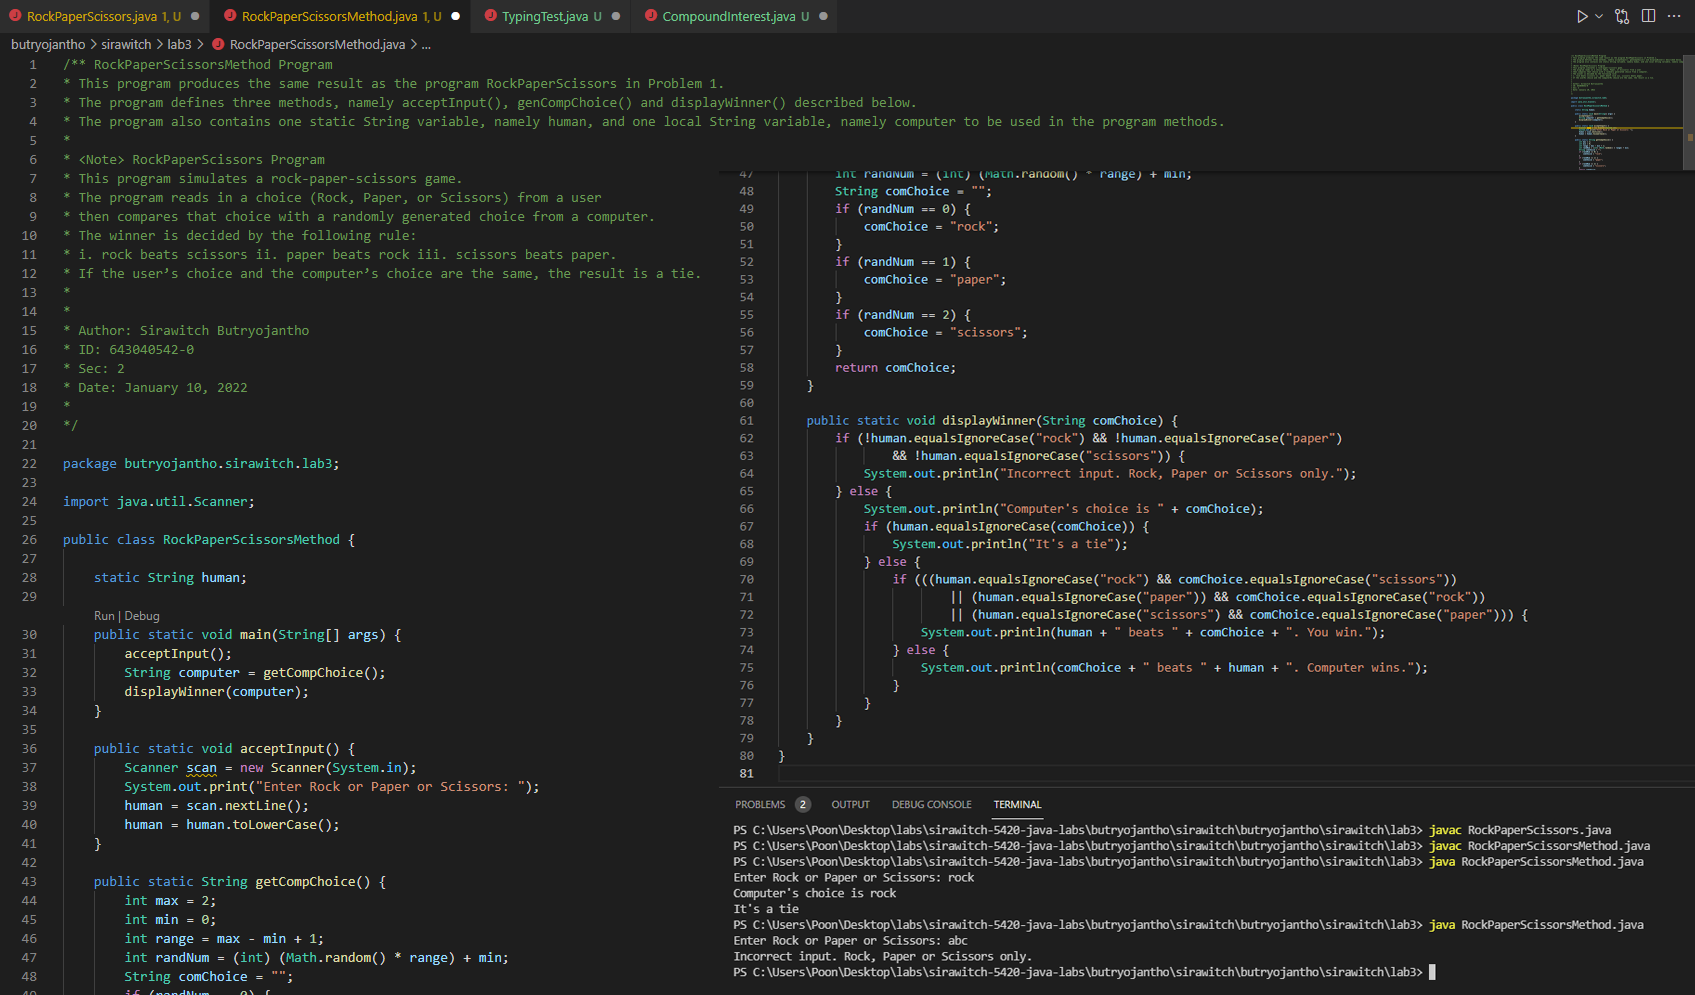 RockPaperScissors.java 1, U RockPaperScissorsMethod.java 1, U TypingTest.java U CompoundInterest.java U
butryojantho > sirawitch > lab3 > RockPaperScissorsMethod.java > ...
1 /** RockPaperScissorsMethod Program
2 * This program produces the same result as the program RockPaperScissors in Problem 1.
3 * The program defines three methods, namely acceptInput(), genCompChoice() and displayWinner() described below.
4 * The program also contains one static String variable, namely human, and one local String variable, namely computer to be used in the program methods.
5 *
6 * <Note> RockPaperScissors Program
7 * This program simulates a rock-paper-scissors game.
8 * The program reads in a choice (Rock, Paper, or Scissors) from a user
9 * then compares that choice with a randomly generated choice from a computer.
10 * The winner is decided by the following rule:
11 * i. rock beats scissors ii. paper beats rock iii. scissors beats paper.
12 * If the user’s choice and the computer’s choice are the same, the result is a tie.
13 *
14 *
15 * Author: Sirawitch Butryojantho
16 * ID: 643040542-0
17 * Sec: 2
18 * Date: January 10, 2022
19 *
20 */
21
22 package butryojantho.sirawitch.lab3;
23
24 import java.util.Scanner;
25
26 public class RockPaperScissorsMethod {
27
28 static String human;
29
Run | Debug
30 public static void main(String[] args) {
31 acceptInput();
32 String computer = getCompChoice();
33 displayWinner(computer);
34 }
35
36 public static void acceptInput() {
37 Scanner scan = new Scanner(System.in);
38 System.out.print("Enter Rock or Paper or Scissors: ");
39 human = scan.nextLine();
40 human = human.toLowerCase();
41 }
42
43 public static String getCompChoice() {
44 int max = 2;
45 int min = 0;
46 int range = max - min + 1;
47 int randNum = (int) (Math.random() * range) + min;
48 String comChoice = "";
49 if (randNum == 0) {
47 int randNum = (int) (Math.random() * range) + min;
48 String comChoice = "";
49 if (randNum == 0) {
50 comChoice = "rock";
51 }
52 if (randNum == 1) {
53 comChoice = "paper";
54 }
55 if (randNum == 2) {
56 comChoice = "scissors";
57 }
58 return comChoice;
59 }
60
61 public static void displayWinner(String comChoice) {
62 if (!human.equalsIgnoreCase("rock") && !human.equalsIgnoreCase("paper")
63 && !human.equalsIgnoreCase("scissors")) {
64 System.out.println("Incorrect input. Rock, Paper or Scissors only.");
65 } else {
66 System.out.println("Computer's choice is " + comChoice);
67 if (human.equalsIgnoreCase(comChoice)) {
68 System.out.println("It's a tie");
69 } else {
70 if (((human.equalsIgnoreCase("rock") && comChoice.equalsIgnoreCase("scissors"))
71 || (human.equalsIgnoreCase("paper")) && comChoice.equalsIgnoreCase("rock"))
72 || (human.equalsIgnoreCase("scissors") && comChoice.equalsIgnoreCase("paper"))) {
73 System.out.println(human + " beats " + comChoice + ". You win.");
74 } else {
75 System.out.println(comChoice + " beats " + human + ". Computer wins.");
76 }
77 }
78 }
79 }
80 }
81
PROBLEMS 2 OUTPUT DEBUG CONSOLE TERMINAL
PS C:\Users\Poon\Desktop\labs\sirawitch-5420-java-labs\butryojantho\sirawitch\butryojantho\sirawitch\lab3> javac RockPaperScissors.java
PS C:\Users\Poon\Desktop\labs\sirawitch-5420-java-labs\butryojantho\sirawitch\butryojantho\sirawitch\lab3> javac RockPaperScissorsMethod.java
PS C:\Users\Poon\Desktop\labs\sirawitch-5420-java-labs\butryojantho\sirawitch\butryojantho\sirawitch\lab3> java RockPaperScissorsMethod.java
Enter Rock or Paper or Scissors: rock
Computer's choice is rock
It's a tie
PS C:\Users\Poon\Desktop\labs\sirawitch-5420-java-labs\butryojantho\sirawitch\butryojantho\sirawitch\lab3> java RockPaperScissorsMethod.java
Enter Rock or Paper or Scissors: abc
Incorrect input. Rock, Paper or Scissors only.
PS C:\Users\Poon\Desktop\labs\sirawitch-5420-java-labs\butryojantho\sirawitch\butryojantho\sirawitch\lab3>